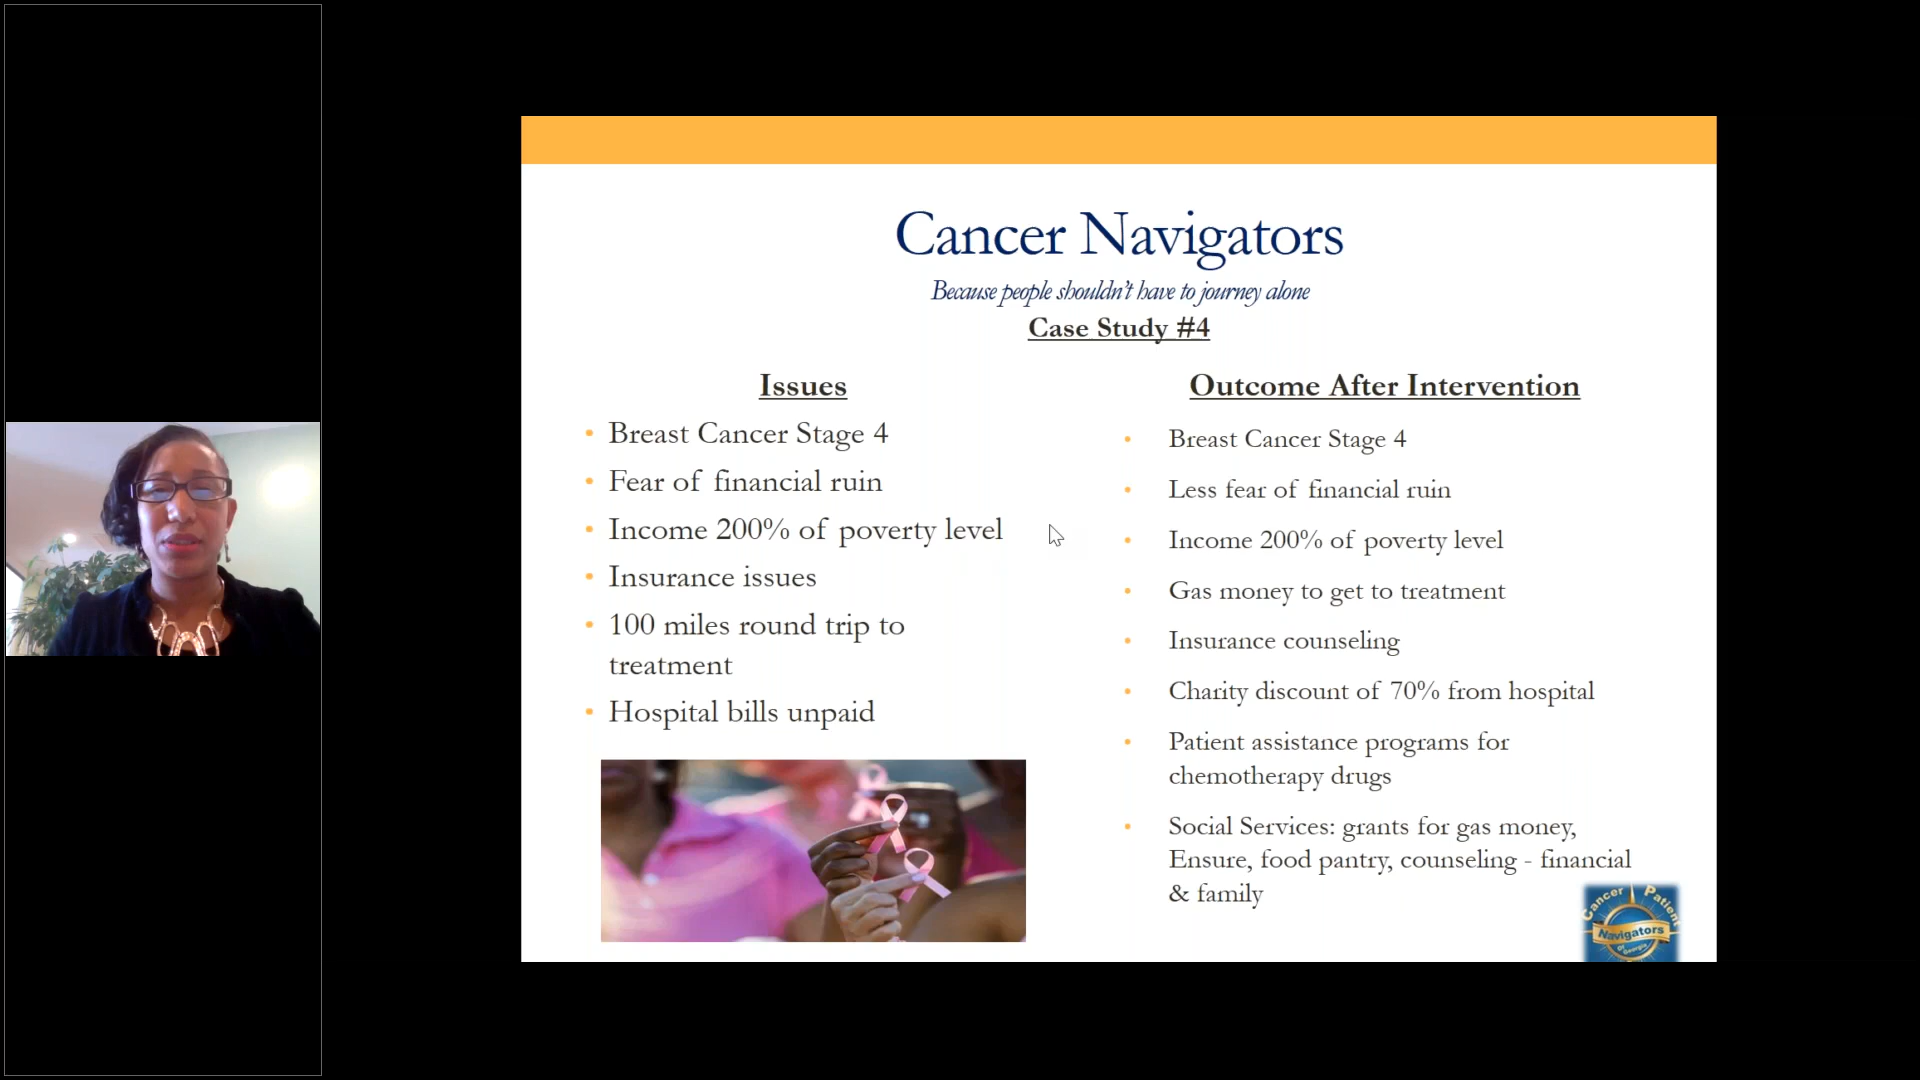 Cancer Navigators
Because people shouldn't have to journey alone
Case Study #4
Issues
• Breast Cancer Stage 4
• Fear of financial ruin
• Income 200% of poverty level
• Insurance issues
• 100 miles round trip to
treatment
• Hospital bills unpaid
Outcome After Intervention
• Breast Cancer Stage 4
• Less fear of financial ruin
• Income 200% of poverty level
• Gas money to get to treatment
• Insurance counseling
• Charity discount of 70% from hospital
• Patient assistance programs for
chemotherapy drugs
• Social Services: grants for gas money,
Ensure, food pantry, counseling - financial
& family
Cancer Patient
Navigators
Of Georgia